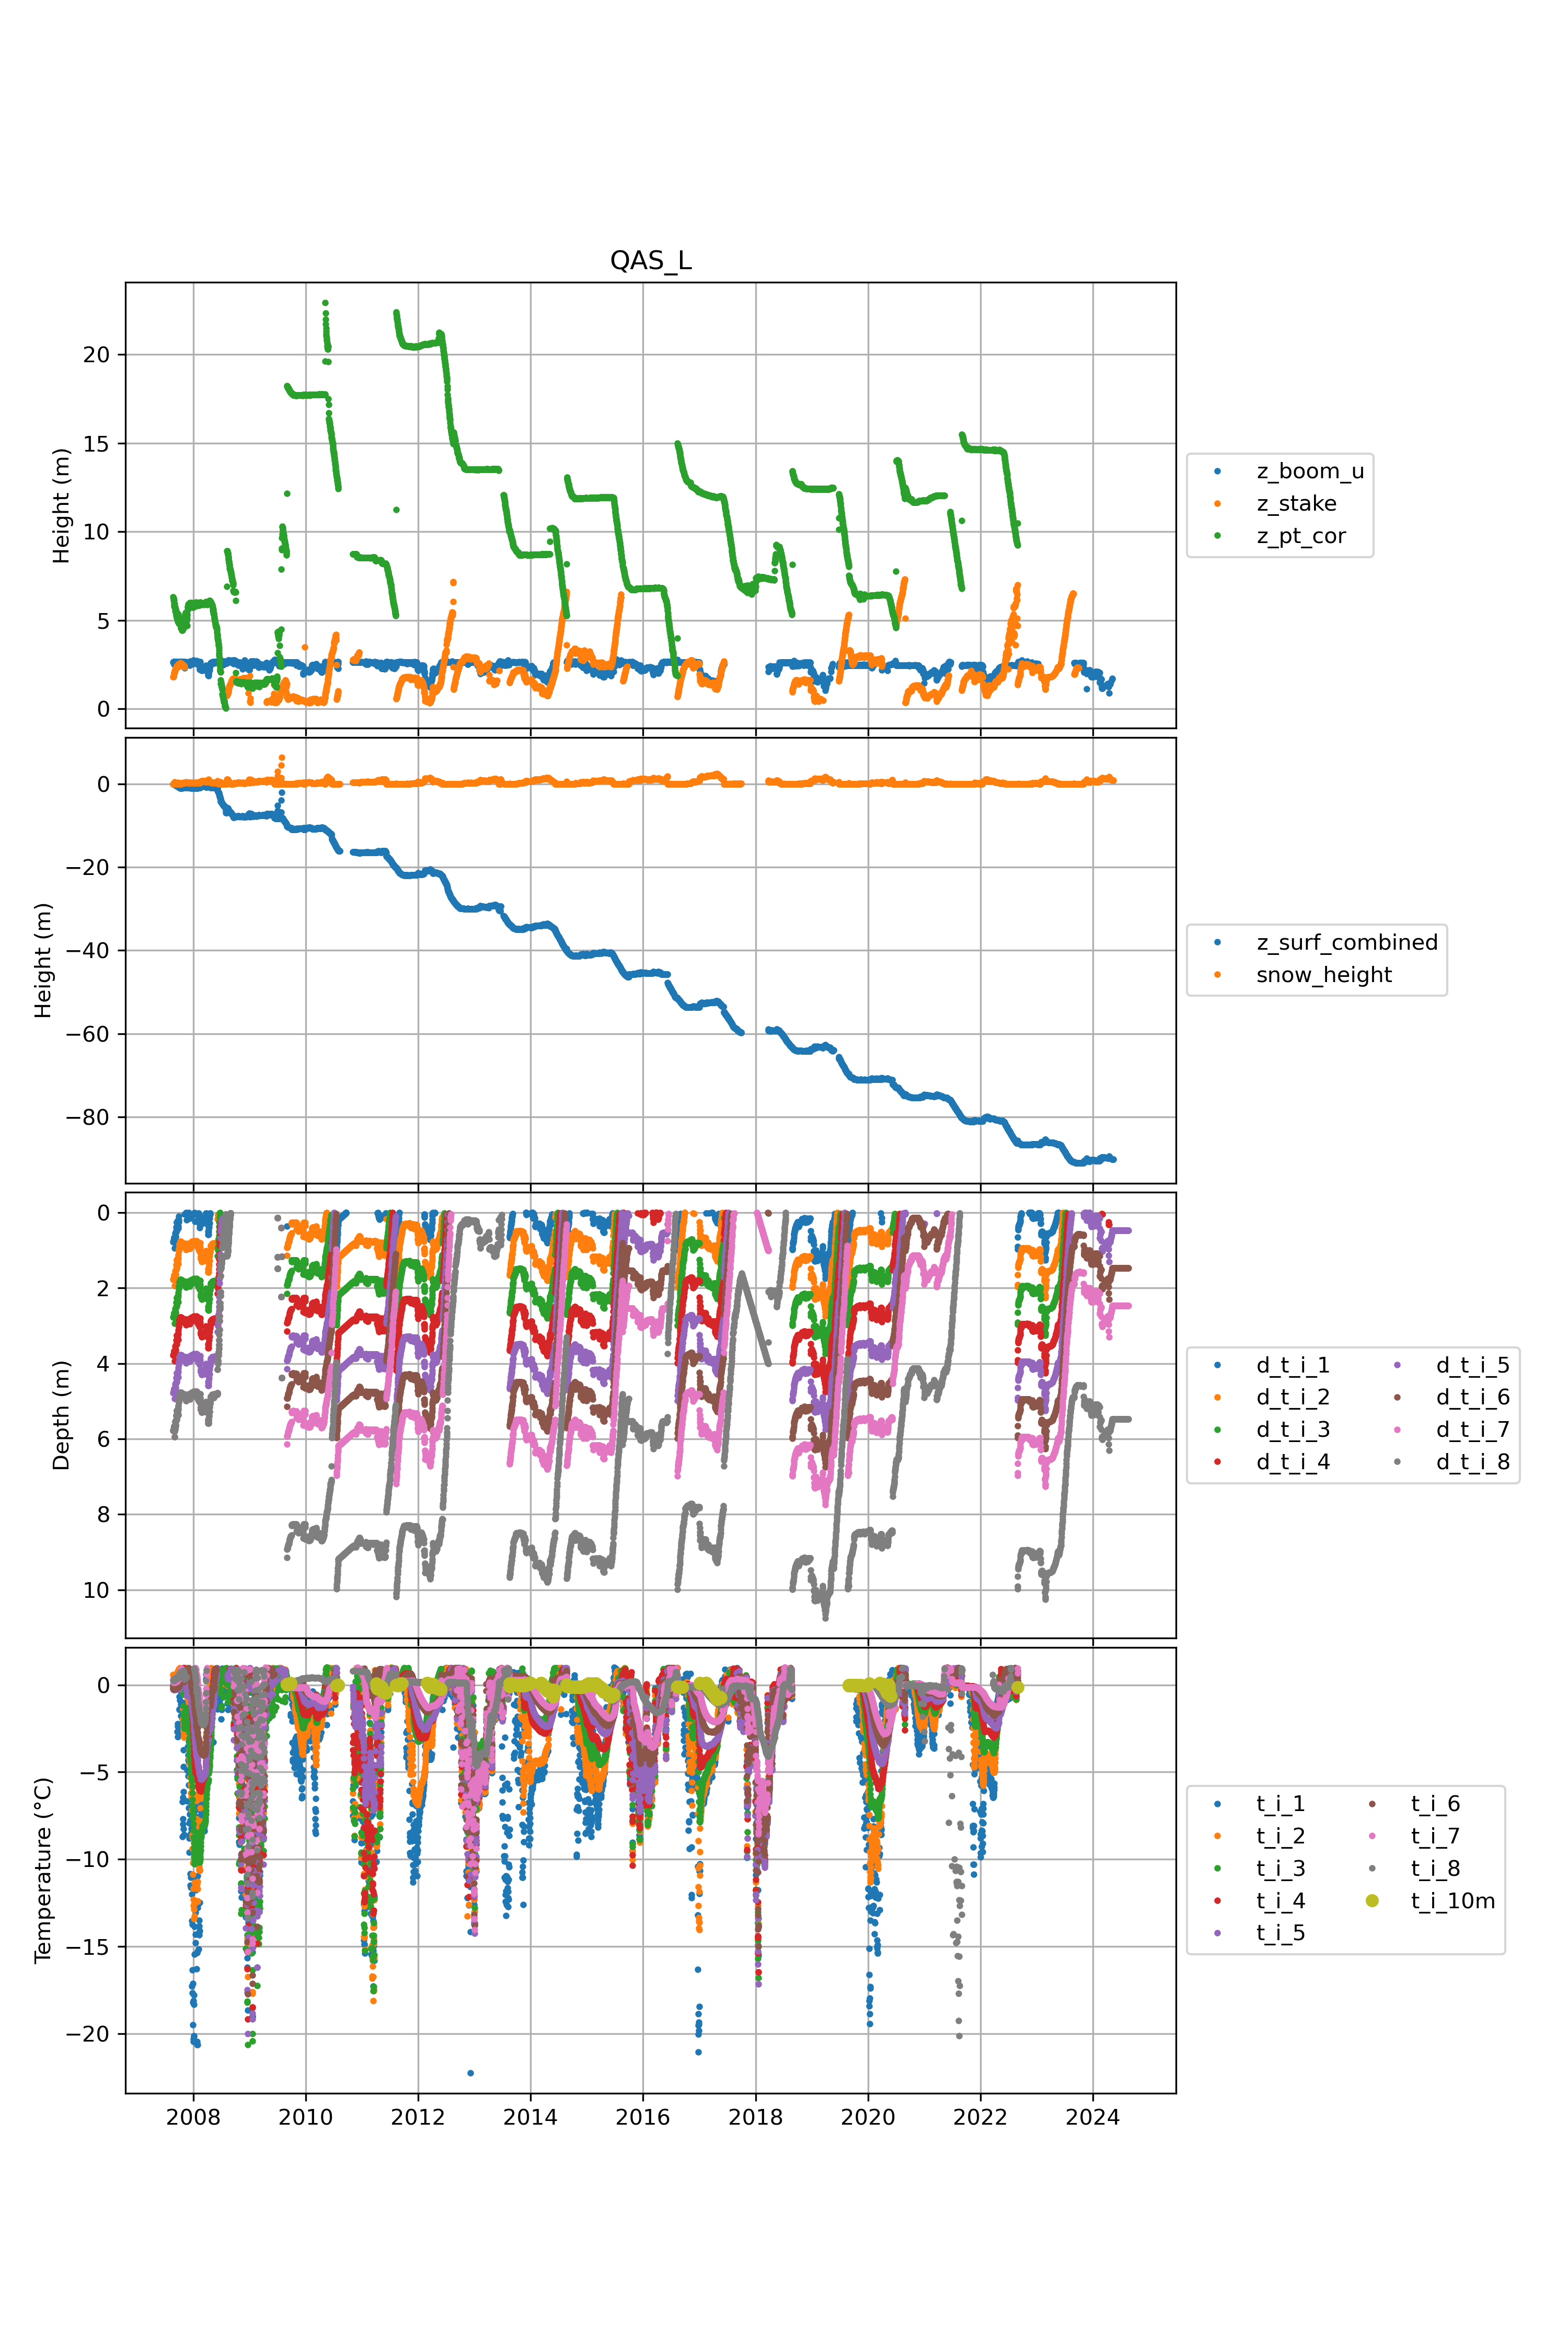 QAS_L
Height (m)
20
15
10
5
0
z_boom_u
z_stake
z_pt_cor
Height (m)
0
−20
−40
−60
−80
z_surf_combined
snow_height
Depth (m)
0
2
4
6
8
10
d_t_i_1 d_t_i_5
d_t_i_2 d_t_i_6
d_t_i_3 d_t_i_7
d_t_i_4 d_t_i_8
Temperature (°C)
0
−5
−10
−15
−20
t_i_1 t_i_6
t_i_2 t_i_7
t_i_3 t_i_8
t_i_4 t_i_10m
t_i_5
2008 2010 2012 2014 2016 2018 2020 2022 2024